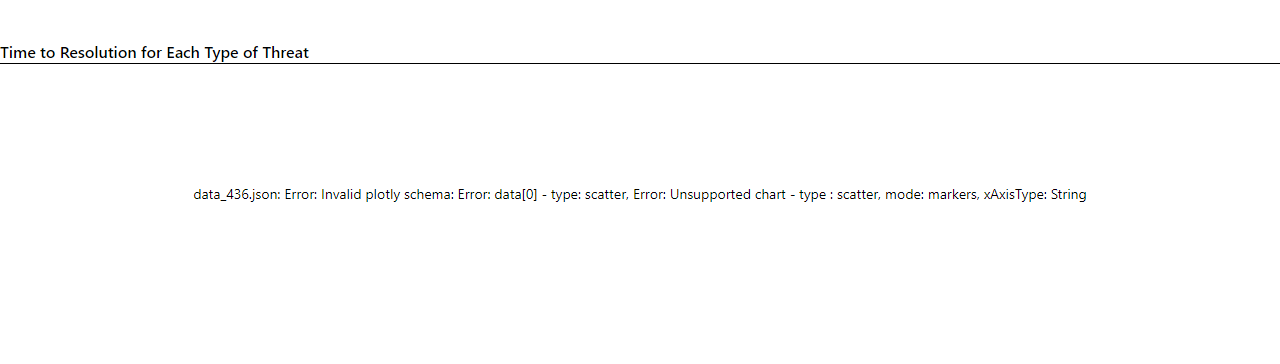 Time to Resolution for Each Type of Threat
data_436.json: Error: Invalid plotly schema: Error: data[0] - type: scatter, Error: Unsupported chart - type : scatter, mode: markers, xAxisType: String